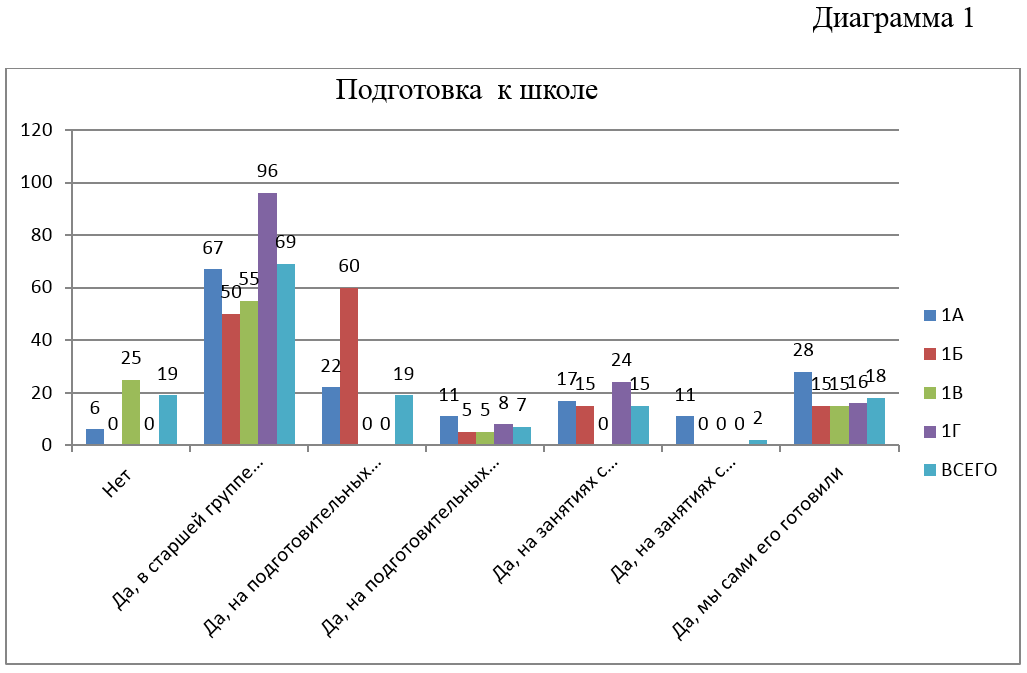 Диаграмма 1
Подготовка к школе
120
100
80
60
40
20
0
6 0 25 0 19
67 50 55 96 69
22 60 0 0 19
11 5 5 8 7
17 15 0 24 15
11 0 0 0 2
28 15 15 16 18
Нет
Да, в старшей группе...
Да, на подготовительных...
Да, на подготовительных...
Да, на занятиях с...
Да, на занятиях с...
Да, мы сами его готовили
1А
1Б
1В
1Г
ВСЕГО